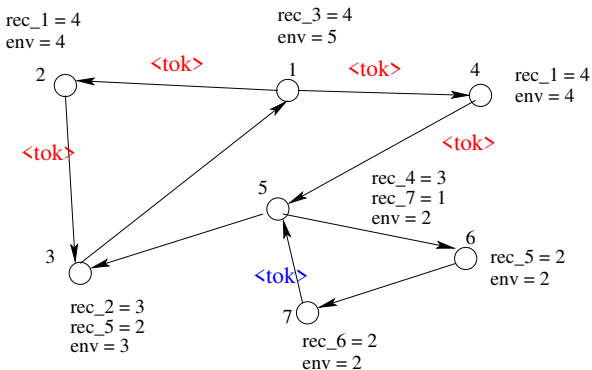 rec_3 = 4
env = 5
rec_1 = 4
env = 4
<tok>
<tok>
2
1
4
rec_1 = 4
env = 4
<tok>
<tok>
rec_4 = 3
rec_7 = 1
env = 2
5
6
3
rec_5 = 2
env = 2
<tok>
7
rec_2 = 3
rec_5 = 2
env = 3
rec_6 = 2
env = 2